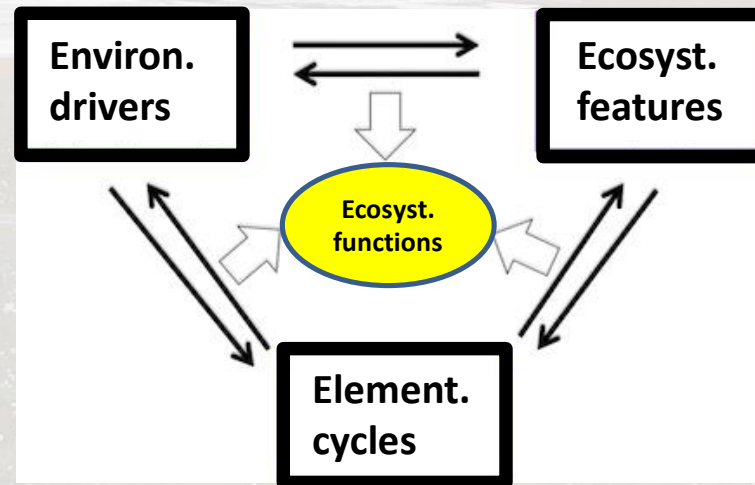 Environ.
drivers
Ecosyst.
features
Ecosyst.
functions
Element.
cycles